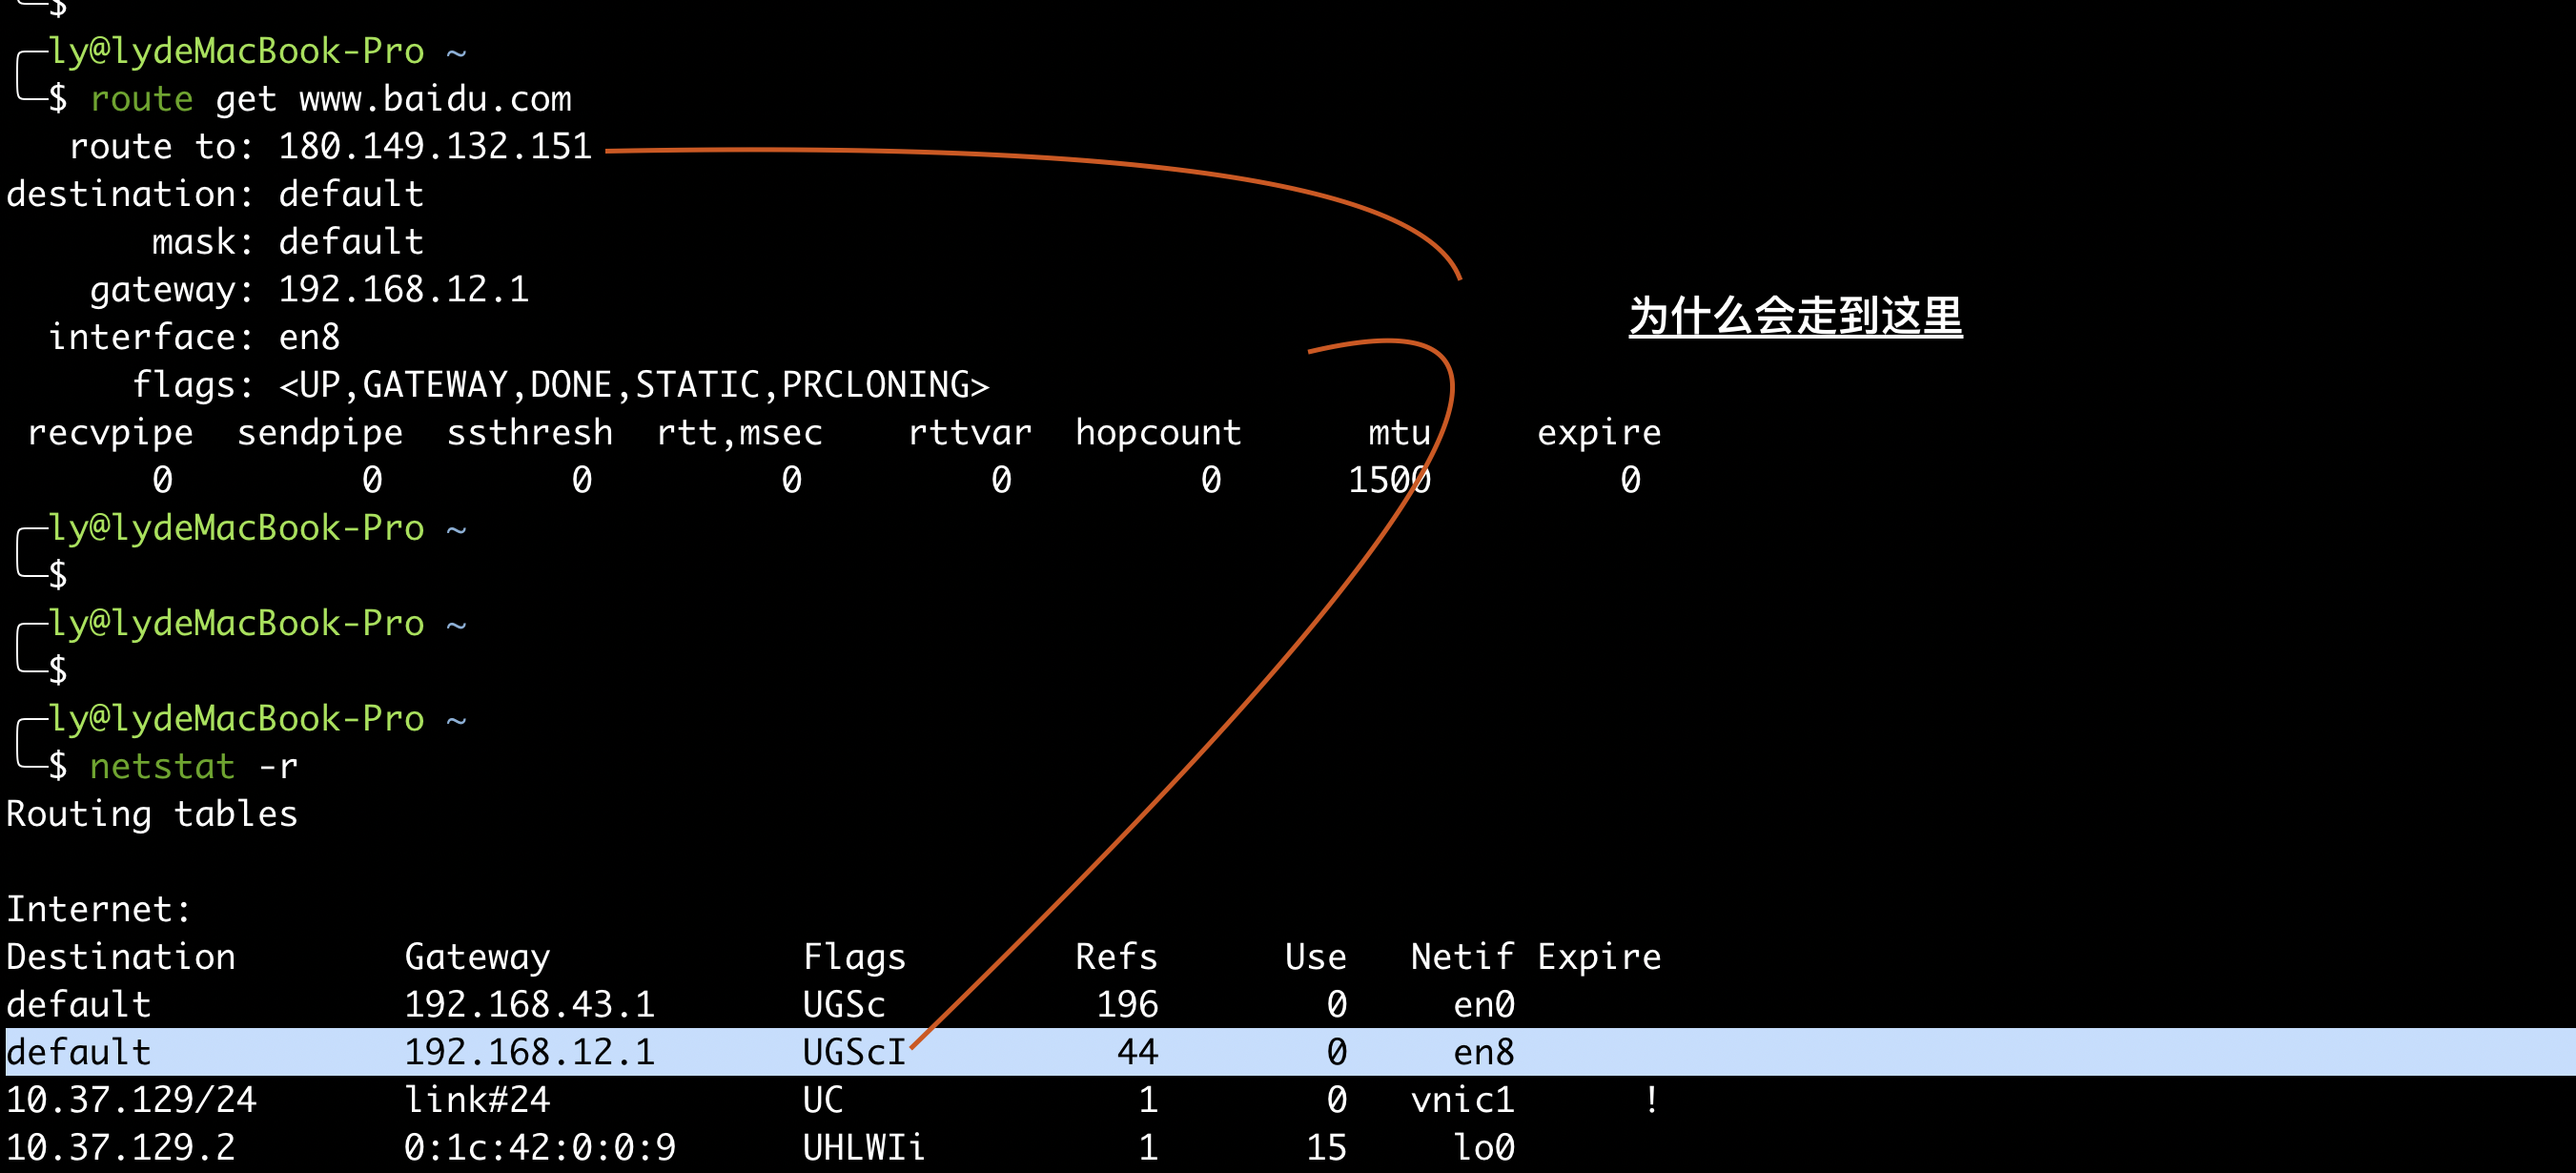 $
ly@lydeMacBook-Pro ~
$ route get www.baidu.com
route to: 180.149.132.151
destination: default
mask: default
gateway: 192.168.12.1
为什么会走到这里
interface: en8
flags: <UP,GATEWAY,DONE,STATIC,PRCLONING>
recvpipe sendpipe ssthresh rtt,msec rttvar hopcount mtu expire
0 0 0 0 0 0 1500 0
ly@lydeMacBook-Pro ~
$
ly@lydeMacBook-Pro ~
$
ly@lydeMacBook-Pro ~
$ netstat -r
Routing tables
Internet:
Destination Gateway Flags Refs Use Netif Expire
default 192.168.43.1 UGSc 196 0 en0
default 192.168.12.1 UGScI 44 0 en8
10.37.129/24 link#24 UC 1 0 vnic1 !
10.37.129.2 0:1c:42:0:0:9 UHLWIi 1 15 lo0